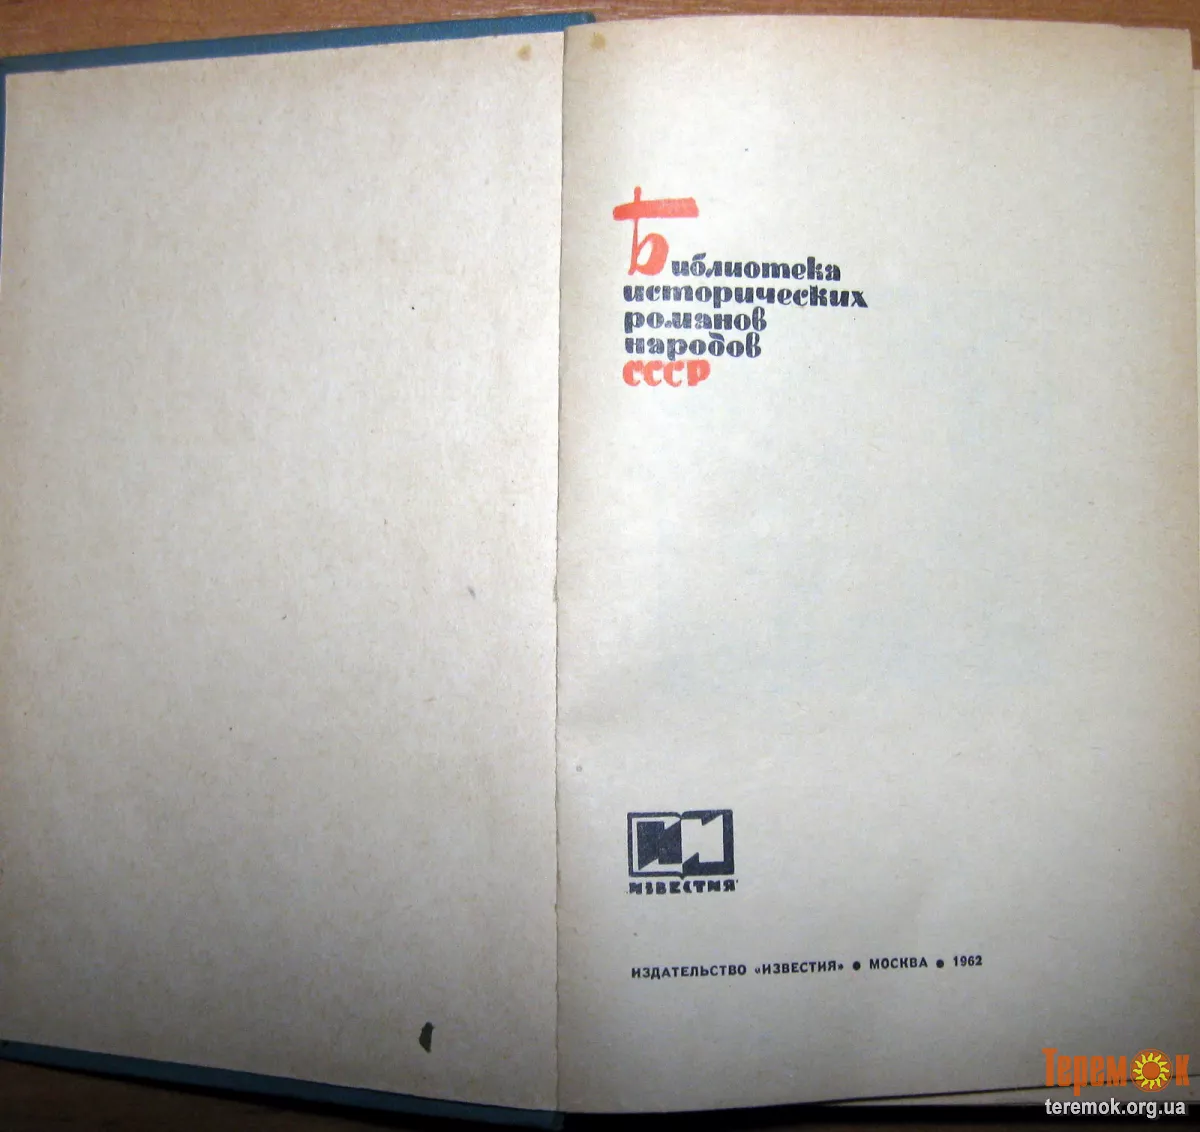 Библиотека
исторических
романов
народов
СССР
ИЗВЕСТИЯ
ИЗДАТЕЛЬСТВО «ИЗВЕСТИЯ» ● МОСКВА ● 1962
Теремок
teremok.org.ua